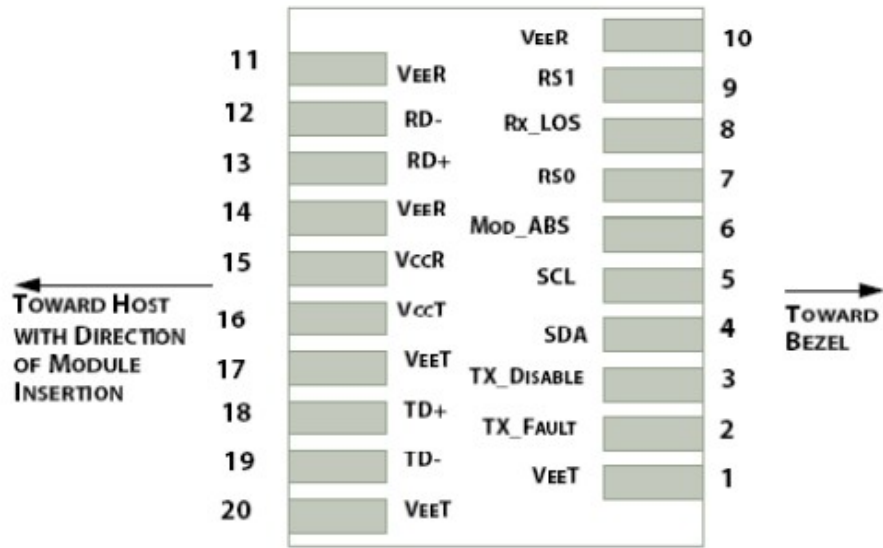 11 VEER
12 RD-
13 RD+
14 VEER
15 VCCR
16 VCCT
17 VEET
18 TD+
19 TD-
20 VEET
VEER 10
RS1 9
RX_LOS 8
RS0 7
MOD_ABS 6
SCL 5
SDA 4
TX_DISABLE 3
TX_FAULT 2
VEET 1
TOWARD HOST
WITH DIRECTION
OF MODULE
INSERTION
TOWARD
BEZEL